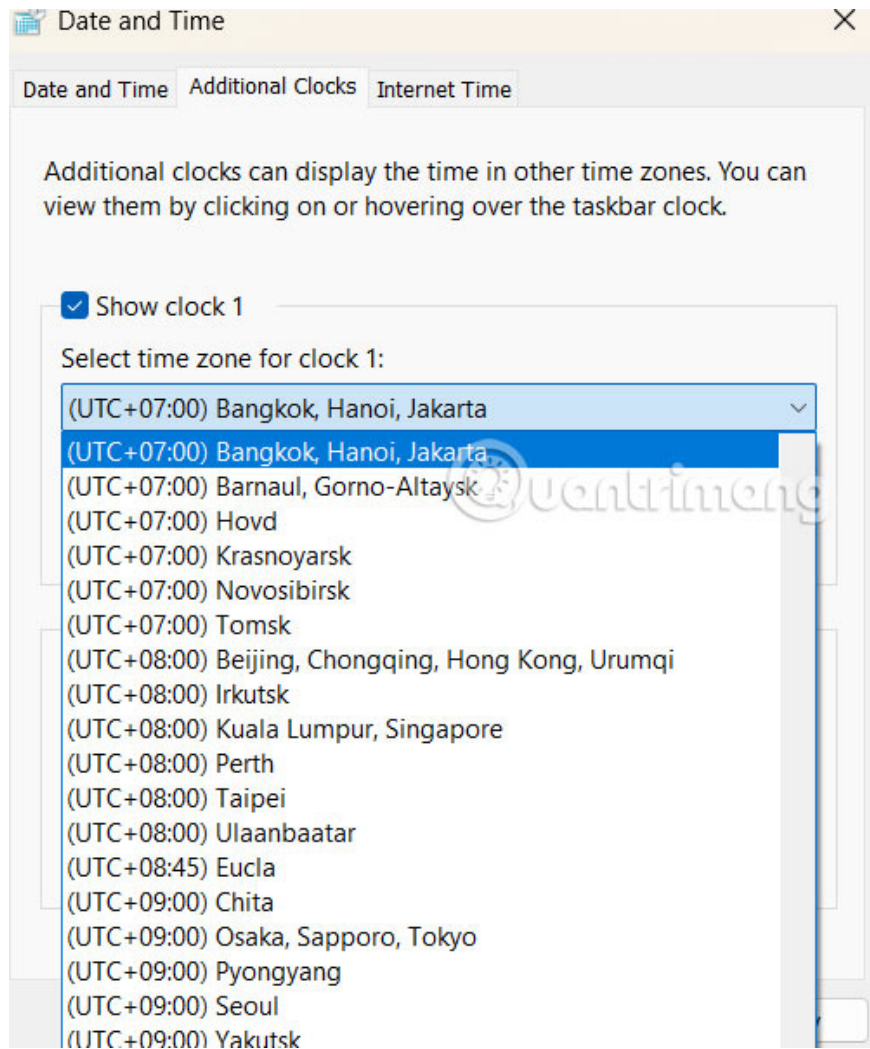 Date and Time
Date and Time
Additional Clocks
Internet Time
Additional clocks can display the time in other time zones. You can
view them by clicking on or hovering over the taskbar clock.
Show clock 1
Select time zone for clock 1:
(UTC+07:00) Bangkok, Hanoi, Jakarta
(UTC+07:00) Bangkok, Hanoi, Jakarta
(UTC+07:00) Barnaul, Gorno-Altaysk
Quantrimang
(UTC+07:00) Hovd
(UTC+07:00) Krasnoyarsk
(UTC+07:00) Novosibirsk
(UTC+07:00) Tomsk
(UTC+08:00) Beijing, Chongqing, Hong Kong, Urumqi
(UTC+08:00) Irkutsk
(UTC+08:00) Kuala Lumpur, Singapore
(UTC+08:00) Perth
(UTC+08:00) Taipei
(UTC+08:00) Ulaanbaatar
(UTC+08:45) Eucla
(UTC+09:00) Chita
(UTC+09:00) Osaka, Sapporo, Tokyo
(UTC+09:00) Pyongyang
(UTC+09:00) Seoul
(UTC+09:00) Yakutsk